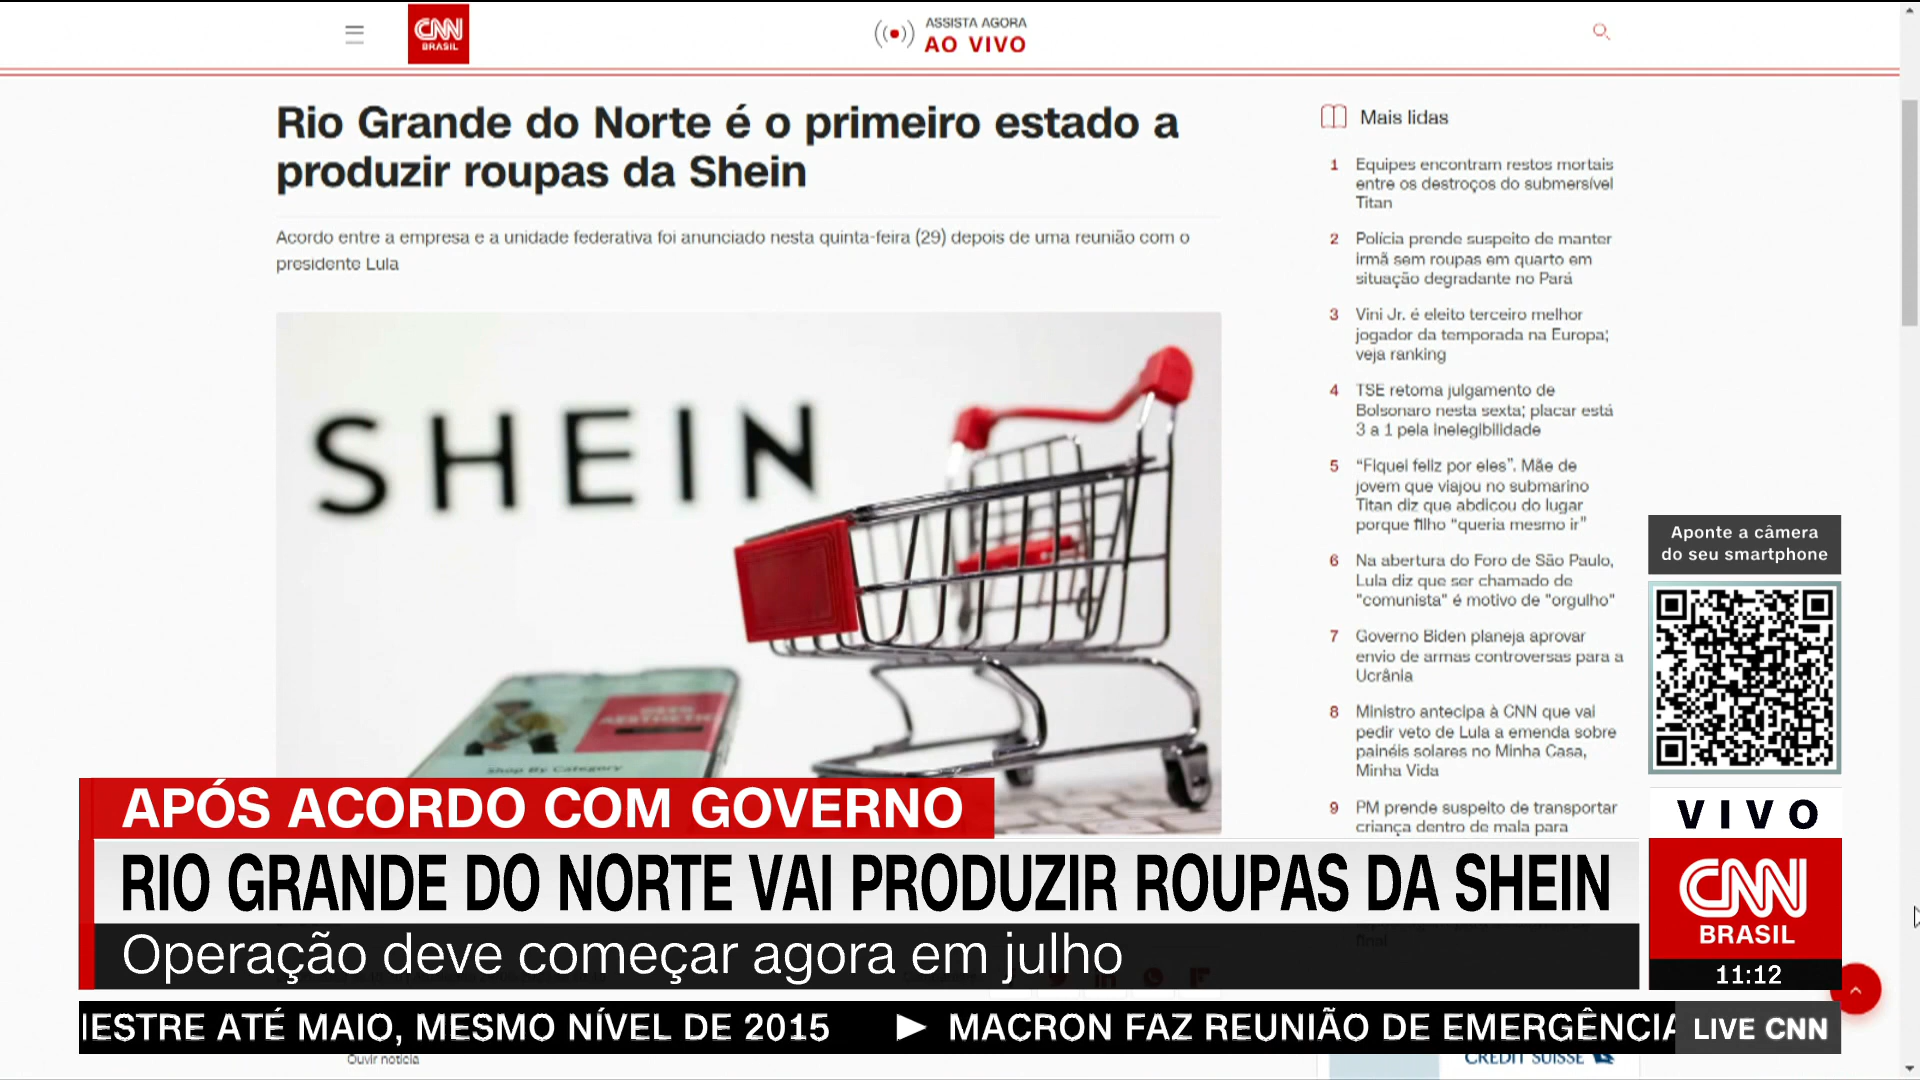 CNN
BRASIL
ASSISTA AGORA
AO VIVO
Rio Grande do Norte é o primeiro estado a
produzir roupas da Shein
Acordo entre a empresa e a unidade federativa foi anunciado nesta quinta-feira (29) depois de uma reunião com o
presidente Lula
SHEIN
Shop By Category
Mais lidas
1 Equipes encontram restos mortais
entre os destroços do submersível
Titan
2 Polícia prende suspeito de manter
irmã sem roupas em quarto em
situação degradante no Pará
3 Vini Jr. é eleito terceiro melhor
jogador da temporada na Europa;
veja ranking
4 TSE retoma julgamento de
Bolsonaro nesta sexta; placar está
3 a 1 pela inelegibilidade
5 “Fiquei feliz por eles”. Mãe de
jovem que viajou no submarino
Titan diz que abdicou do lugar
porque filho “queria mesmo ir”
6 Na abertura do Foro de São Paulo,
Lula diz que ser chamado de
"comunista" é motivo de "orgulho"
7 Governo Biden planeja aprovar
envio de armas controversas para a
Ucrânia
8 Ministro antecipa à CNN que vai
pedir veto de Lula a emenda sobre
painéis solares no Minha Casa,
Minha Vida
9 PM prende suspeito de transportar
criança dentro de mala para
final
Aponte a câmera
do seu smartphone
APÓS ACORDO COM GOVERNO
RIO GRANDE DO NORTE VAI PRODUZIR ROUPAS DA SHEIN
Operação deve começar agora em julho
VIVO
CNN
BRASIL
11:12
IESTRE ATÉ MAIO, MESMO NÍVEL DE 2015 ▶ MACRON FAZ REUNIÃO DE EMERGÊNCIA
LIVE CNN
Ouvir notícia
CREDIT SUISSE